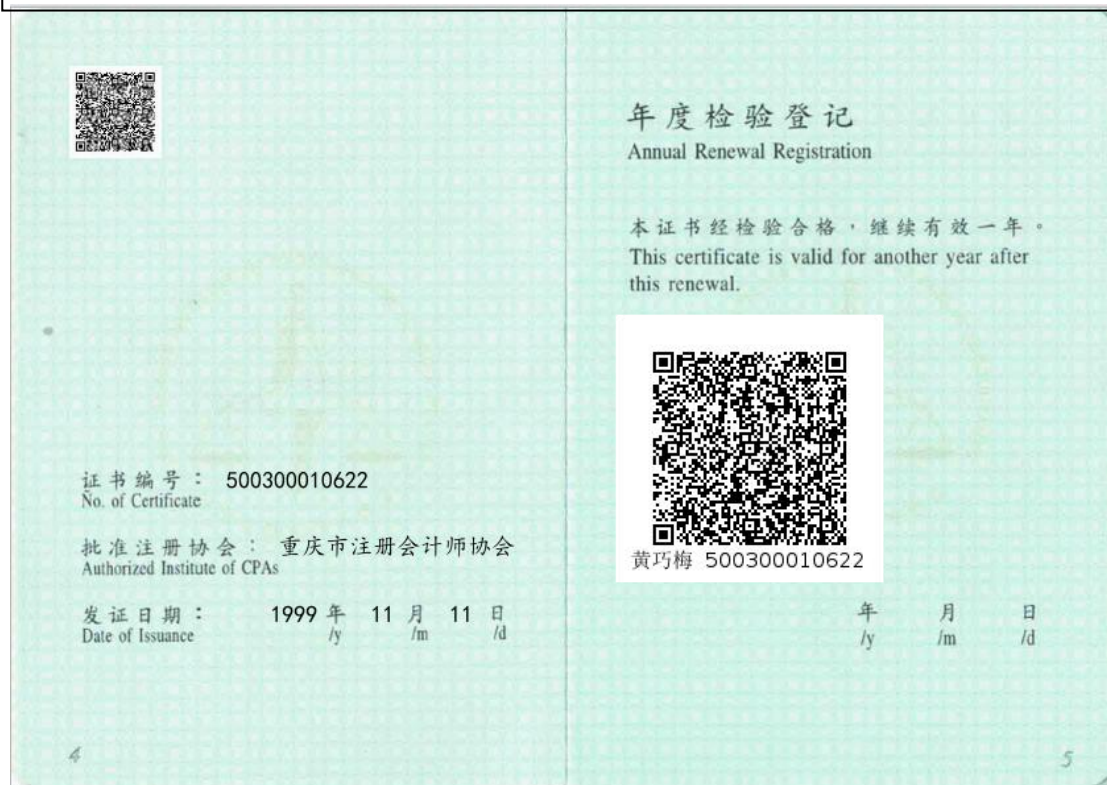 证书编号： 500300010622
No. of Certificate
批准注册协会： 重庆市注册会计师协会
Authorized Institute of CPAs
发证日期： 1999 年 11 月 11 日
Date of Issuance /y /m /d
4
年度检验登记
Annual Renewal Registration
本证书经检验合格，继续有效一年。
This certificate is valid for another year after
this renewal.
黄巧梅 500300010622
年 月 日
/y /m /d
5